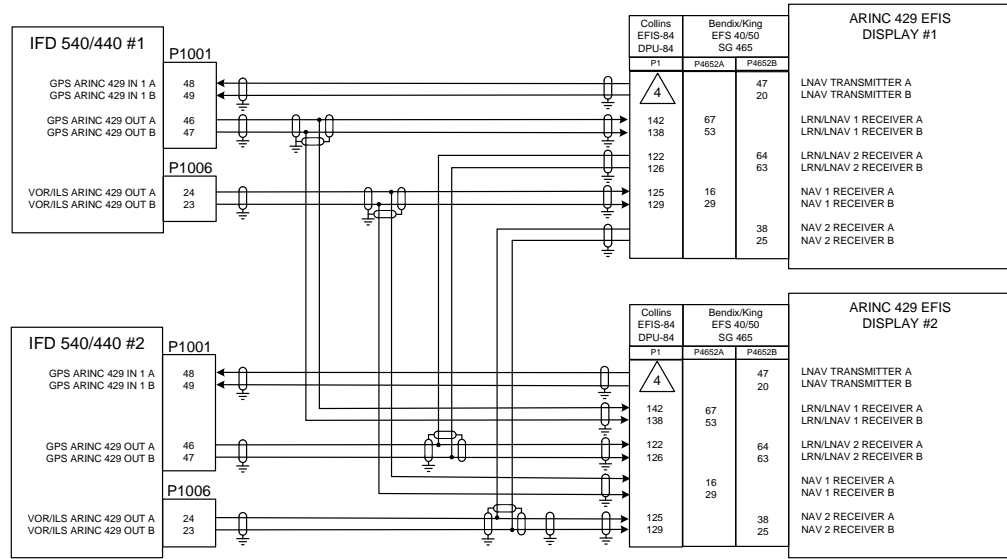 IFD 540/440 #1
P1001
GPS ARINC 429 IN 1 A 48
GPS ARINC 429 IN 1 B 49
GPS ARINC 429 OUT A 46
GPS ARINC 429 OUT B 47
P1006
VOR/ILS ARINC 429 OUT A 24
VOR/ILS ARINC 429 OUT B 23
Collins
EFIS-84
DPU-84
Bendix/King
EFS 40/50
SG 465
ARINC 429 EFIS
DISPLAY #1
P1 P4652A P4652B
4
47 LNAV TRANSMITTER A
20 LNAV TRANSMITTER B
142 67 LRN/LNAV 1 RECEIVER A
138 53 LRN/LNAV 1 RECEIVER B
122 64 LRN/LNAV 2 RECEIVER A
126 63 LRN/LNAV 2 RECEIVER B
125 16 NAV 1 RECEIVER A
129 29 NAV 1 RECEIVER B
38 NAV 2 RECEIVER A
25 NAV 2 RECEIVER B
IFD 540/440 #2
P1001
GPS ARINC 429 IN 1 A 48
GPS ARINC 429 IN 1 B 49
GPS ARINC 429 OUT A 46
GPS ARINC 429 OUT B 47
P1006
VOR/ILS ARINC 429 OUT A 24
VOR/ILS ARINC 429 OUT B 23
Collins
EFIS-84
DPU-84
Bendix/King
EFS 40/50
SG 465
ARINC 429 EFIS
DISPLAY #2
P1 P4652A P4652B
4
47 LNAV TRANSMITTER A
20 LNAV TRANSMITTER B
142 67 LRN/LNAV 1 RECEIVER A
138 53 LRN/LNAV 1 RECEIVER B
122 64 LRN/LNAV 2 RECEIVER A
126 63 LRN/LNAV 2 RECEIVER B
16 NAV 1 RECEIVER A
29 NAV 1 RECEIVER B
125 38 NAV 2 RECEIVER A
129 25 NAV 2 RECEIVER B